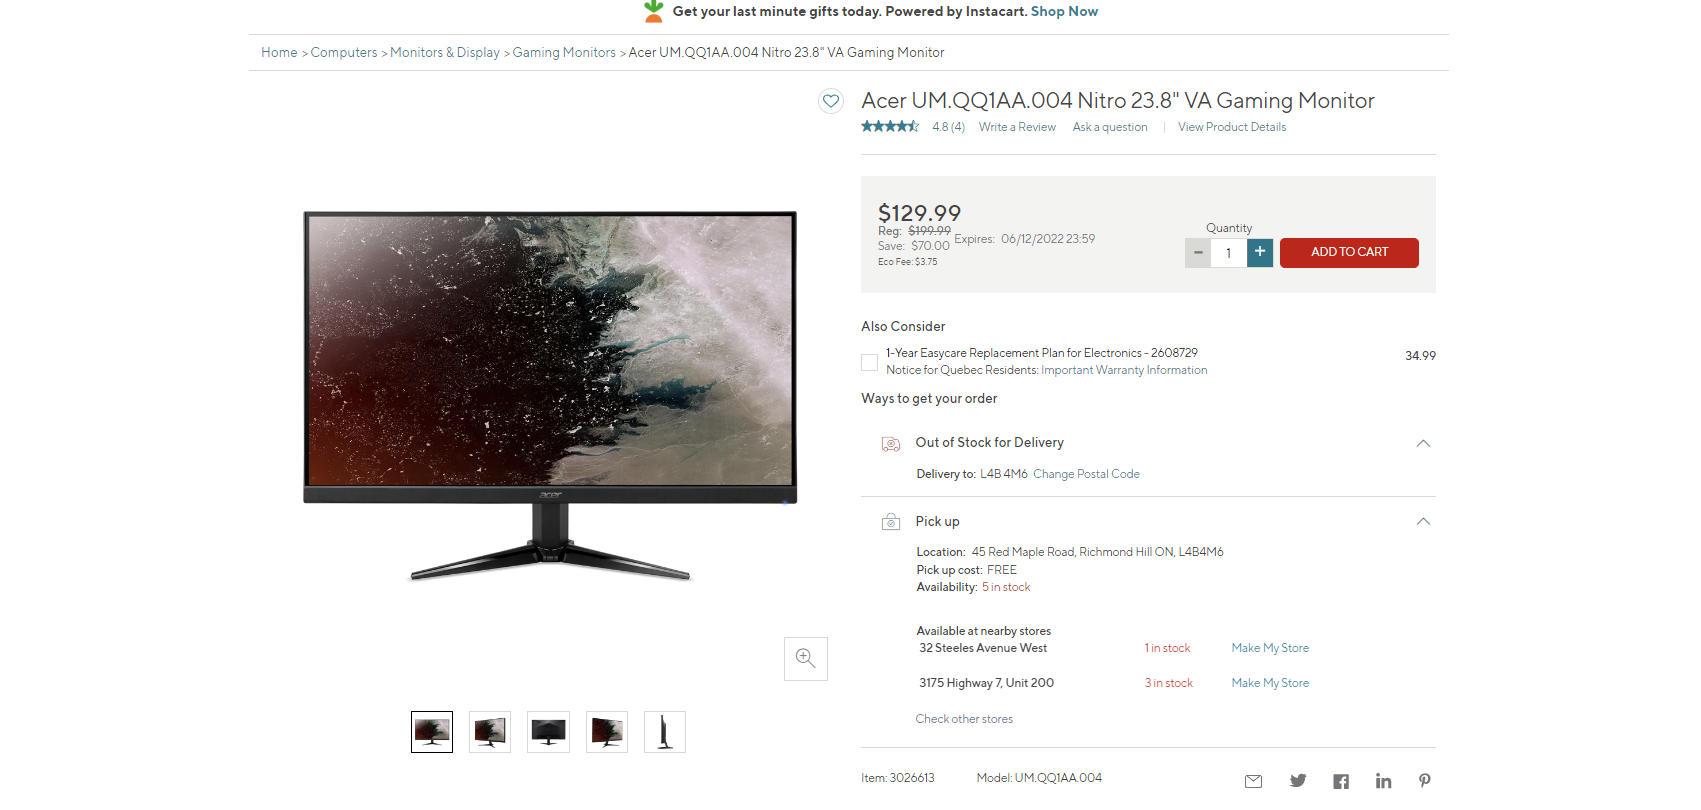 Get your last minute gifts today. Powered by Instacart. Shop Now
Home > Computers > Monitors & Display > Gaming Monitors > Acer UM.QQ1AA.004 Nitro 23.8" VA Gaming Monitor
Acer UM.QQ1AA.004 Nitro 23.8" VA Gaming Monitor
4.8 (4) Write a Review Ask a question | View Product Details
$129.99
Reg: $199.99
Save: $70.00 Expires: 06/12/2022 23:59
Eco Fee: $3.75
Quantity
- 1 + ADD TO CART
acer
Also Consider
1-Year Easycare Replacement Plan for Electronics - 2608729 34.99
Notice for Quebec Residents: Important Warranty Information
Ways to get your order
Out of Stock for Delivery
Delivery to: L4B 4M6 Change Postal Code
Pick up
Location: 45 Red Maple Road, Richmond Hill ON, L4B4M6
Pick up cost: FREE
Availability: 5 in stock
Available at nearby stores
32 Steeles Avenue West 1 in stock Make My Store
3175 Highway 7, Unit 200 3 in stock Make My Store
Check other stores
Item: 3026613 Model: UM.QQ1AA.004